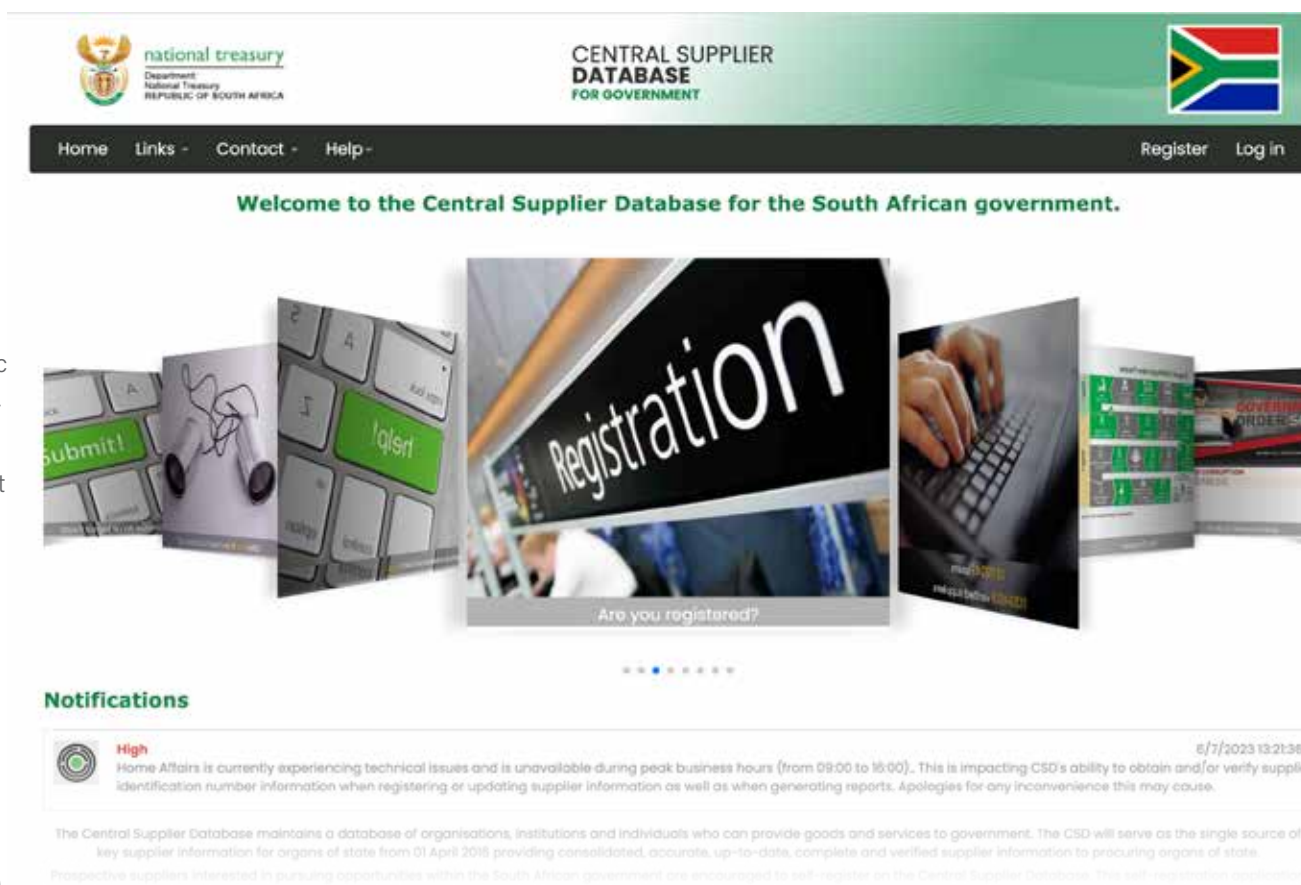 national treasury
Department:
National Treasury
REPUBLIC OF SOUTH AFRICA
CENTRAL SUPPLIER
DATABASE
FOR GOVERNMENT
Home Links - Contact - Help-
Register Log in
Welcome to the Central Supplier Database for the South African government.
c
t
ubmit!
A
A
help!
Registration
Are you registered?
GOVERN
ORDER
Notifications
High
6/7/2023 13:21:36
Home Affairs is currently experiencing technical issues and is unavailable during peak business hours (from 09:00 to 16:00).. This is impacting CSD's ability to obtain and/or verify suppli
identification number information when registering or updating supplier information as well as when generating reports. Apologies for any inconvenience this may cause.
The Central Supplier Database maintains a database of organisations, institutions and individuals who can provide goods and services to government. The CSD will serve as the single source of
key supplier information for organs of state from 01 April 2016 providing consolidated, accurate, up-to-date, complete and verified supplier information to procuring organs of state.
Prospective suppliers interested in pursuing opportunities within the South African government are encouraged to self-register on the Central Supplier Database. This self-registration application